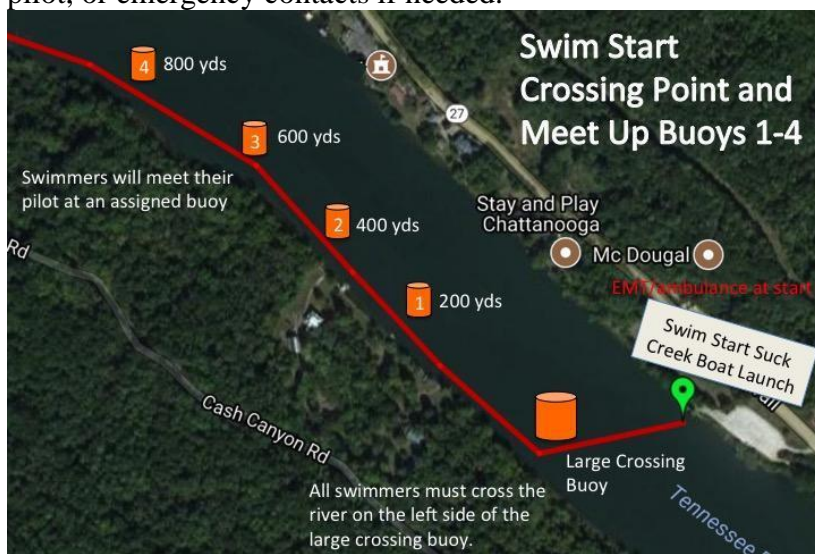 pilot, or emergency contacts if needed.
Swim Start
Crossing Point and
Meet Up Buoys 1-4
4
800 yds
27
3
600 yds
Swimmers will meet their
pilot at an assigned buoy
2
400 yds
Stay and Play
Chattanooga
Mc Dougal
EMT/ambulance at start
Rd
1
200 yds
Swim Start Suck
Creek Boat Launch
Cash Canyon Rd
Large Crossing
Buoy
All swimmers must cross the
river on the left side of the
large crossing buoy.
Tennessee